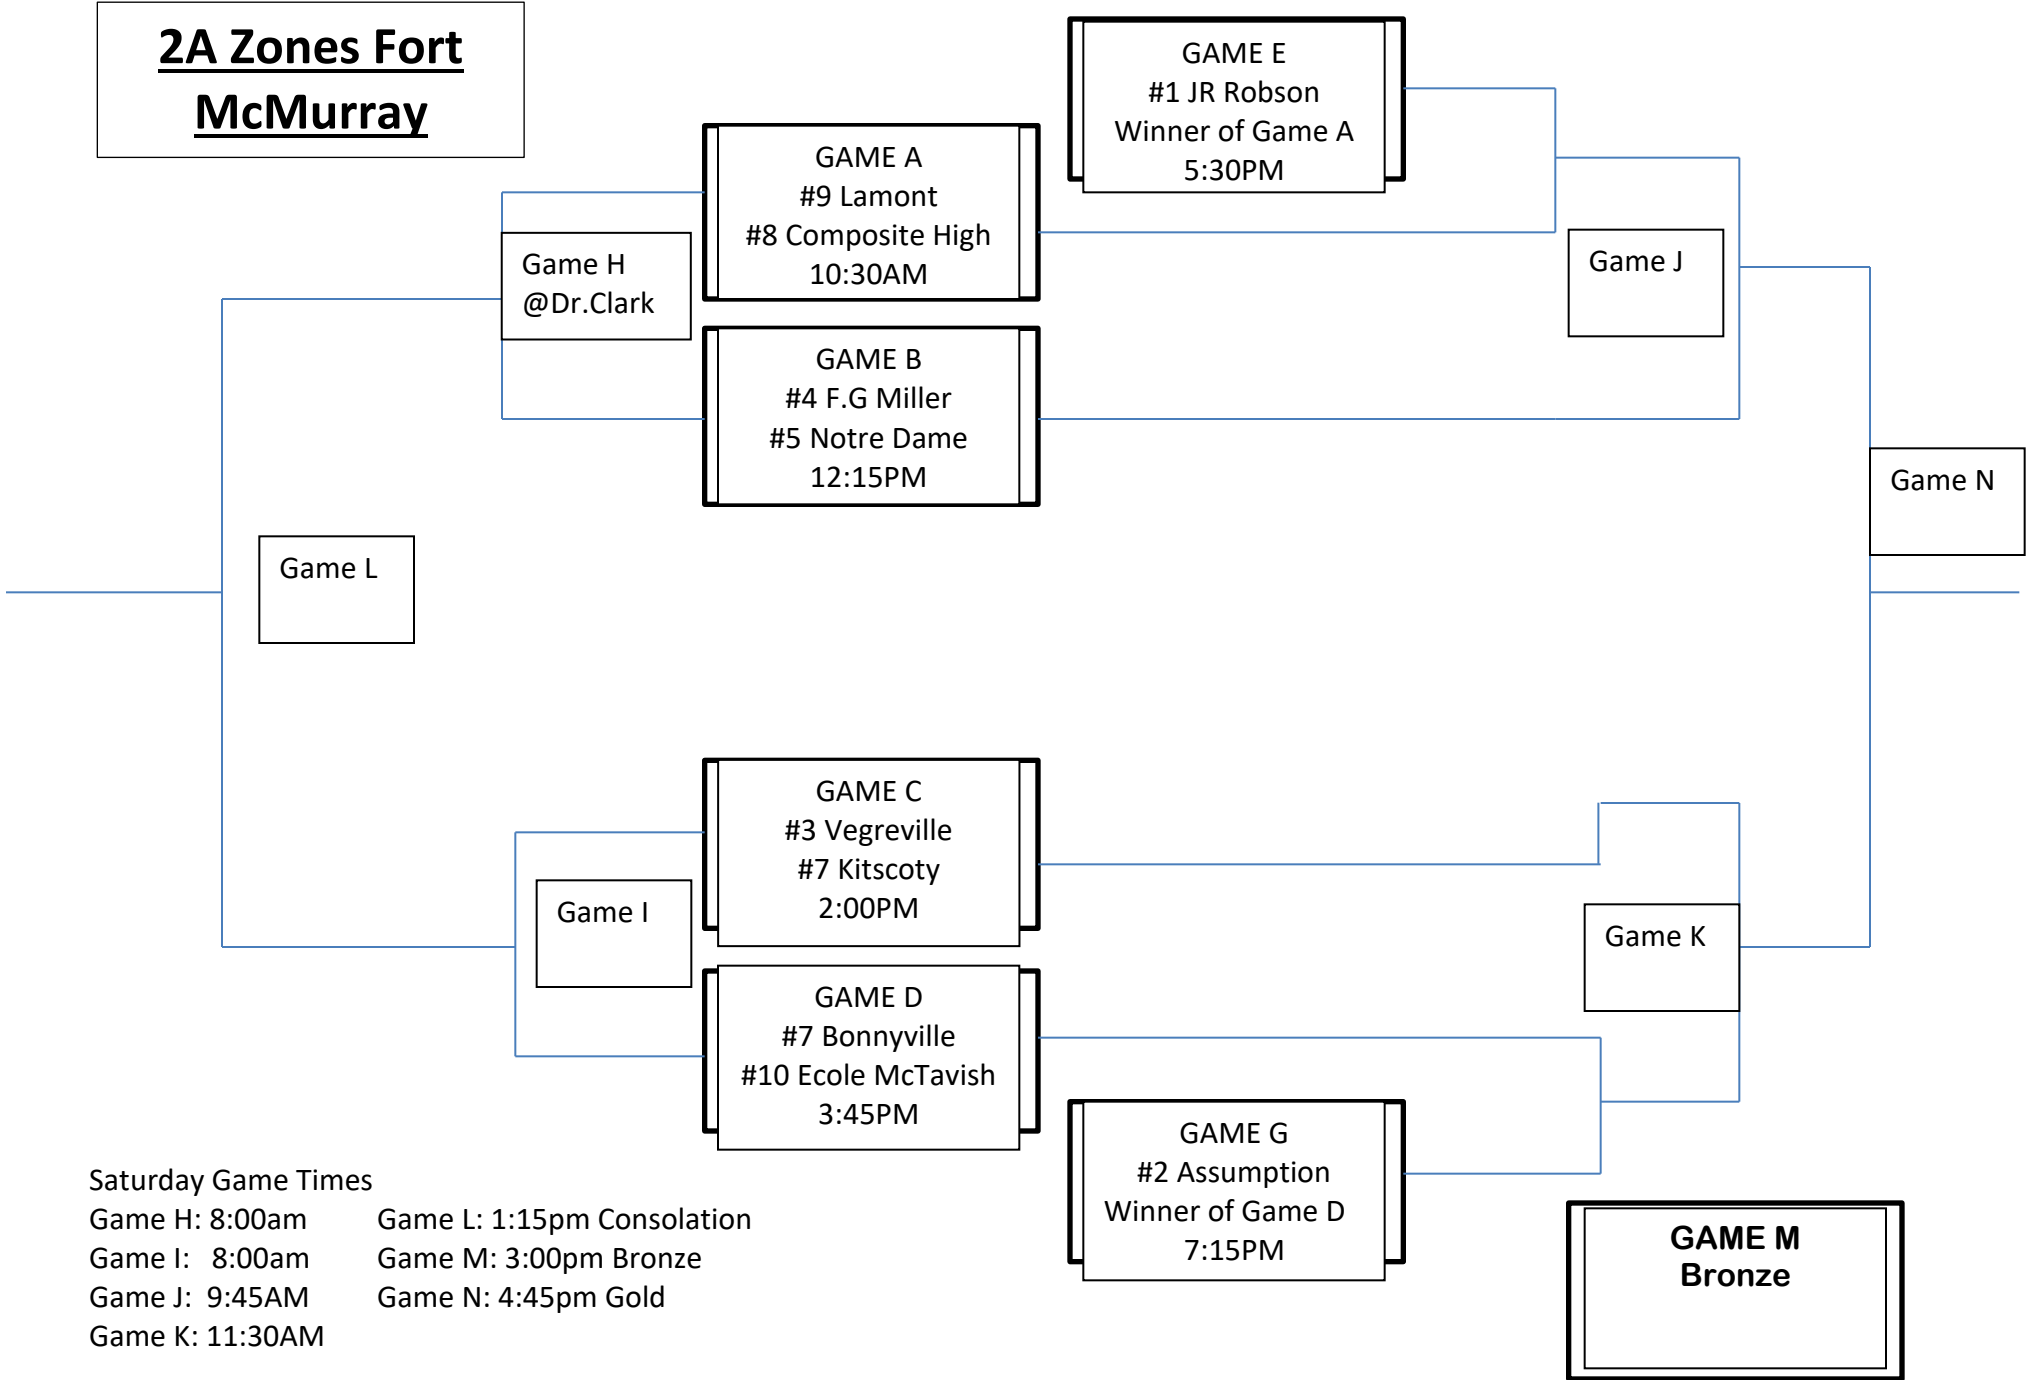 2A Zones Fort
McMurray
GAME E
#1 JR Robson
Winner of Game A
5:30PM
GAME A
#9 Lamont
#8 Composite High
10:30AM
Game H
@Dr.Clark
Game J
GAME B
#4 F.G Miller
#5 Notre Dame
12:15PM
Game N
Game L
GAME C
#3 Vegreville
#7 Kitscoty
2:00PM
Game I
Game K
GAME D
#7 Bonnyville
#10 Ecole McTavish
3:45PM
GAME G
#2 Assumption
Winner of Game D
7:15PM
Saturday Game Times
Game H: 8:00am Game L: 1:15pm Consolation
Game I: 8:00am Game M: 3:00pm Bronze
Game J: 9:45AM Game N: 4:45pm Gold
Game K: 11:30AM
GAME M
Bronze